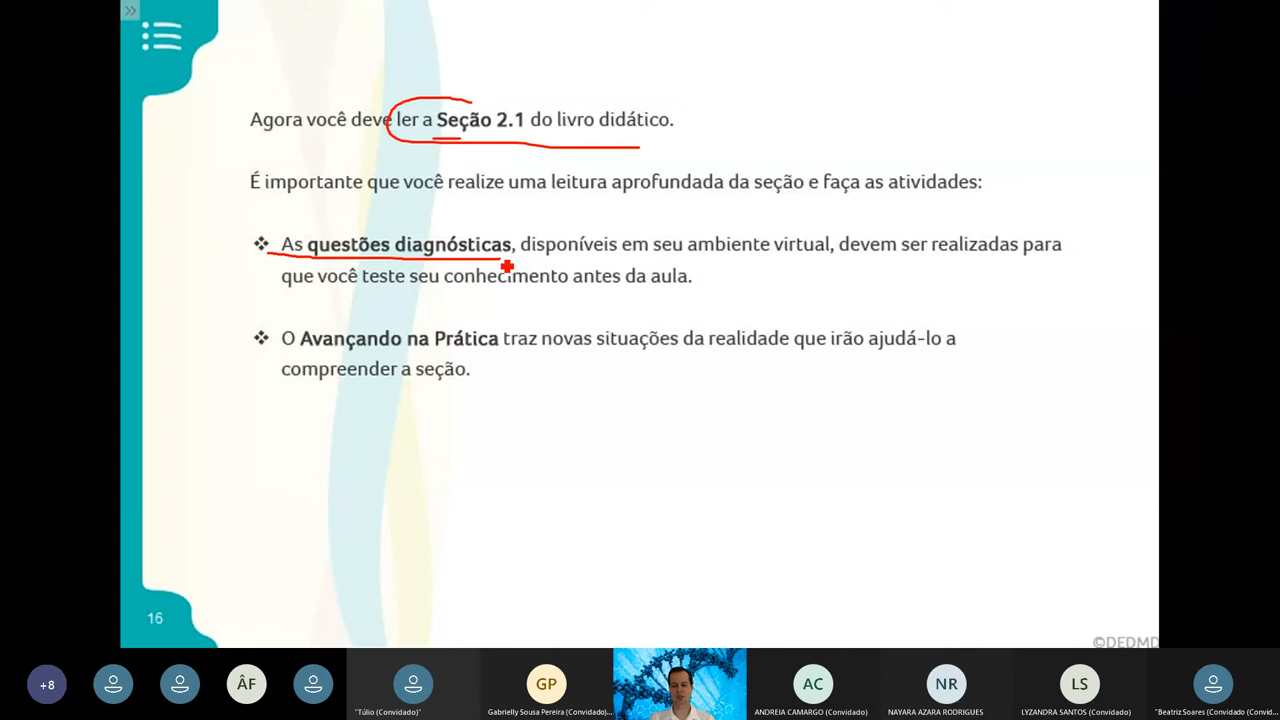 Agora você deve ler a Seção 2.1 do livro didático.
É importante que você realize uma leitura aprofundada da seção e faça as atividades:
❖ As questões diagnósticas, disponíveis em seu ambiente virtual, devem ser realizadas para
que você teste seu conhecimento antes da aula.
❖ O Avançando na Prática traz novas situações da realidade que irão ajudá-lo a
compreender a seção.
16
©DEDMD
+8
ÂF
GP
AC
NR
LS
"Túlio (Convidado)"
Gabrielly Sousa Pereira (Convidado)...
ANDREIA CAMARGO (Convidado)
NAYARA AZARA RODRIGUES
LYZANDRA SANTOS (Convidado)
"Beatriz Soares (Convidado) (Convid...